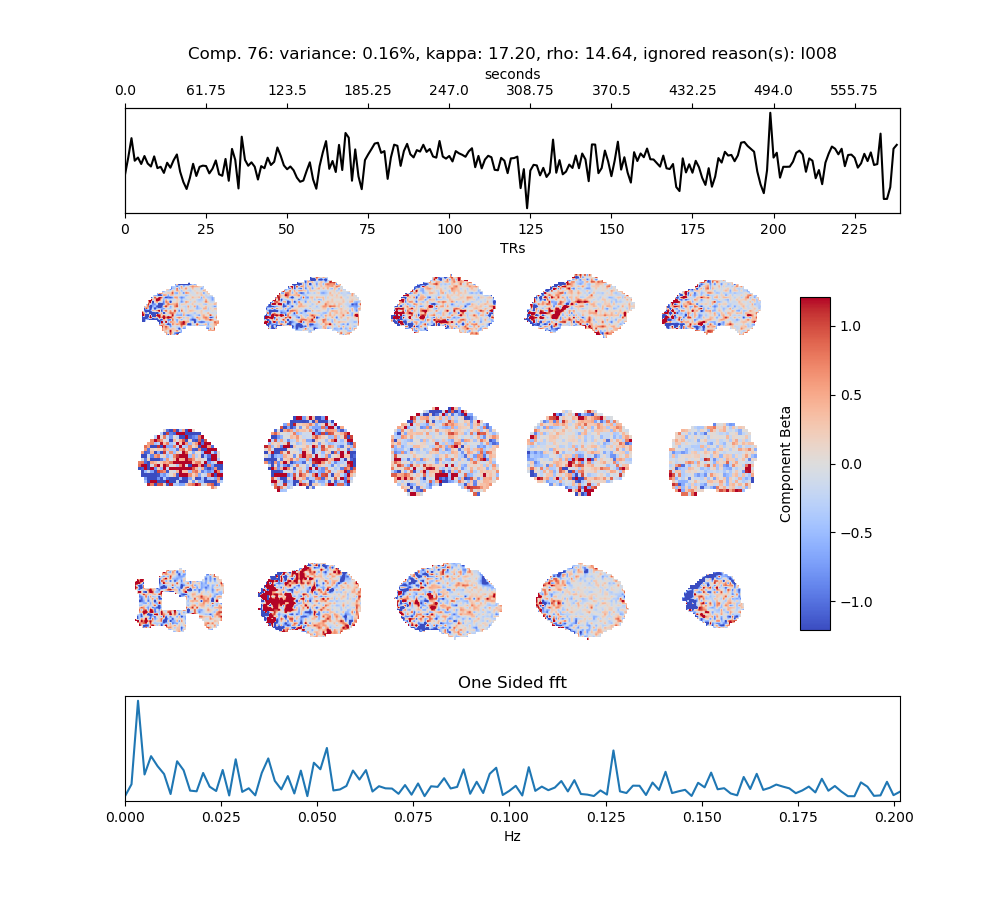 Comp. 76: variance: 0.16%, kappa: 17.20, rho: 14.64, ignored reason(s): I008
seconds
0.0 61.75 123.5 185.25 247.0 308.75 370.5 432.25 494.0 555.75
0 25 50 75 100 125 150 175 200 225
TRs
1.0
0.5
0.0
−0.5
−1.0
Component Beta
One Sided fft
0.000 0.025 0.050 0.075 0.100 0.125 0.150 0.175 0.200
Hz